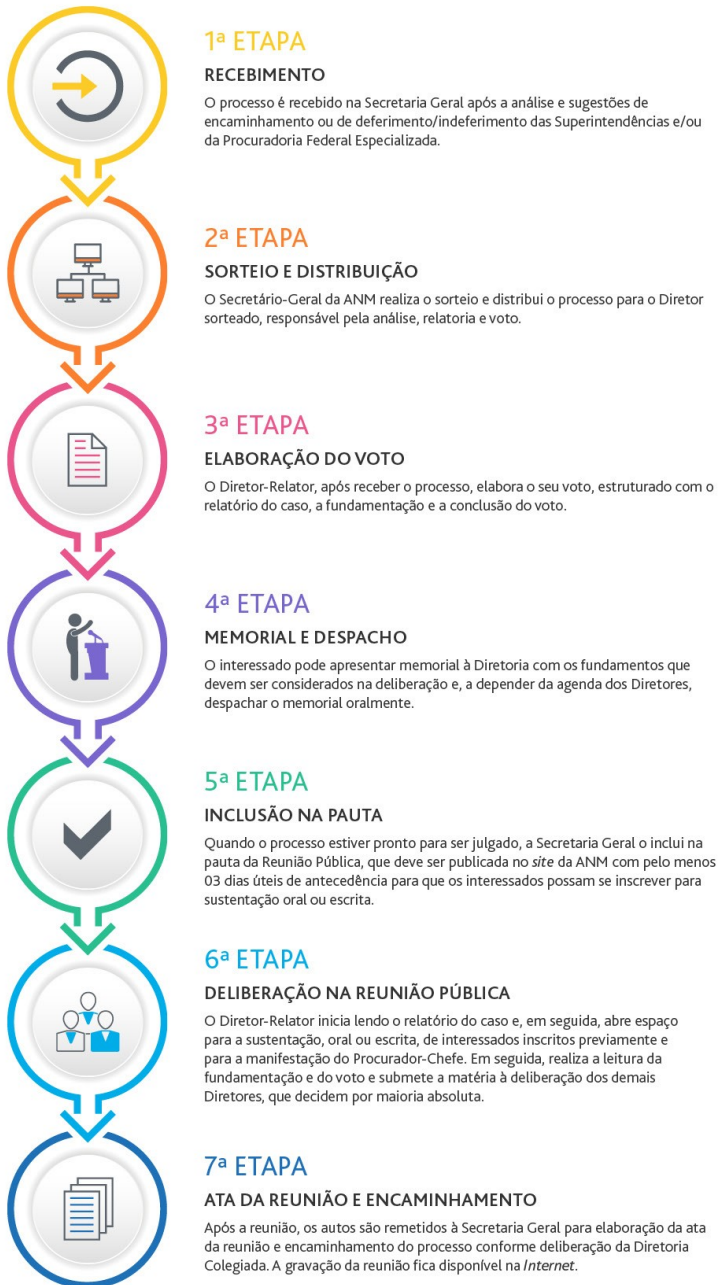 1ª ETAPA
RECEBIMENTO
O processo é recebido na Secretaria Geral após a análise e sugestões de
encaminhamento ou de deferimento/indeferimento das Superintendências e/ou
da Procuradoria Federal Especializada.
2ª ETAPA
SORTEIO E DISTRIBUIÇÃO
O Secretário-Geral da ANM realiza o sorteio e distribui o processo para o Diretor
sorteado, responsável pela análise, relatoria e voto.
3ª ETAPA
ELABORAÇÃO DO VOTO
O Diretor-Relator, após receber o processo, elabora o seu voto, estruturado com o
relatório do caso, a fundamentação e a conclusão do voto.
4ª ETAPA
MEMORIAL E DESPACHO
O interessado pode apresentar memorial à Diretoria com os fundamentos que
devem ser considerados na deliberação e, a depender da agenda dos Diretores,
despachar o memorial oralmente.
5ª ETAPA
INCLUSÃO NA PAUTA
Quando o processo estiver pronto para ser julgado, a Secretaria Geral o inclui na
pauta da Reunião Pública, que deve ser publicada no site da ANM com pelo menos
03 dias úteis de antecedência para que os interessados possam se inscrever para
sustentação oral ou escrita.
6ª ETAPA
DELIBERAÇÃO NA REUNIÃO PÚBLICA
O Diretor-Relator inicia lendo o relatório do caso e, em seguida, abre espaço
para a sustentação, oral ou escrita, de interessados inscritos previamente e
para a manifestação do Procurador-Chefe. Em seguida, realiza a leitura da
fundamentação e do voto e submete a matéria à deliberação dos demais
Diretores, que decidem por maioria absoluta.
7ª ETAPA
ATA DA REUNIÃO E ENCAMINHAMENTO
Após a reunião, os autos são remetidos à Secretaria Geral para elaboração da ata
da reunião e encaminhamento do processo conforme deliberação da Diretoria
Colegiada. A gravação da reunião fica disponível na Internet.